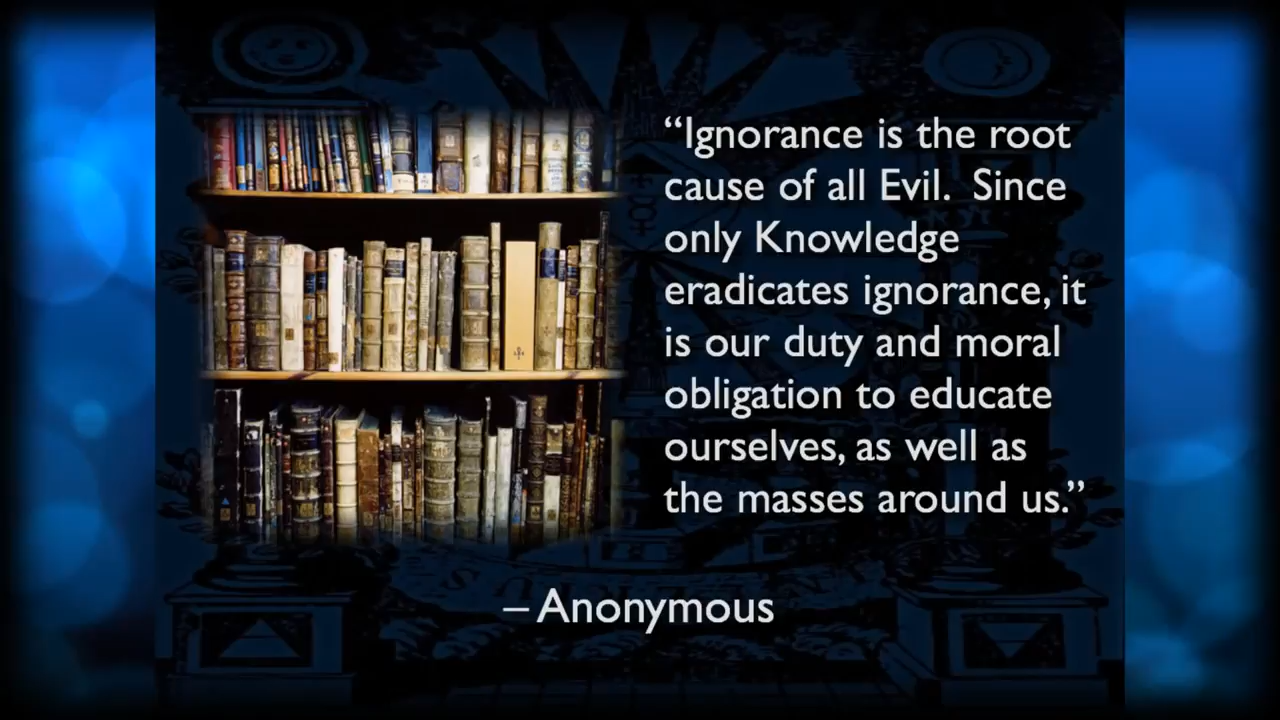 “Ignorance is the root
cause of all Evil.  Since
only Knowledge
eradicates ignorance, it
is our duty and moral
obligation to educate
ourselves, as well as
the masses around us.”
– Anonymous